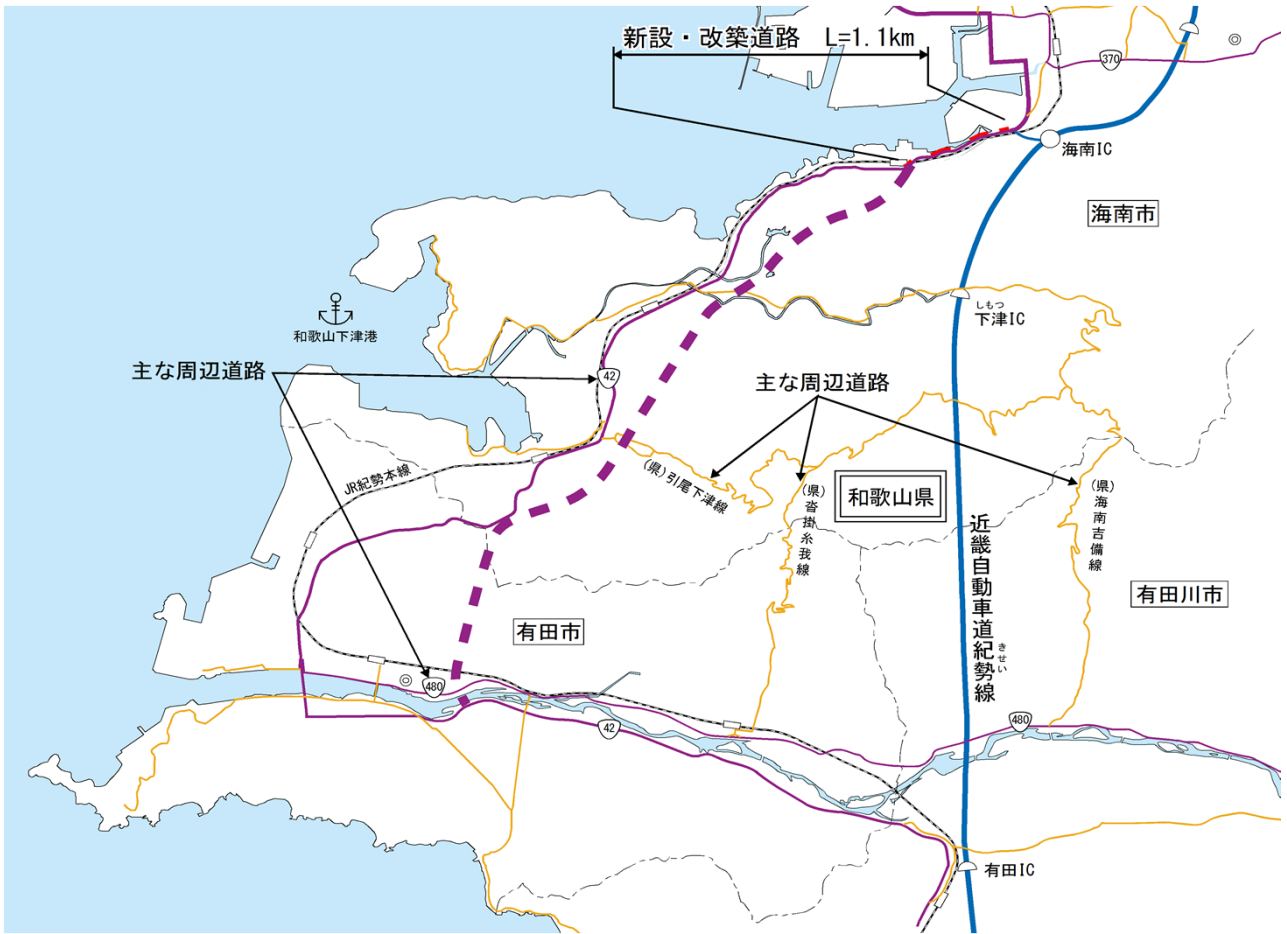 新設・改築道路 L=1.1km
370
海南IC
海南市
しもつ
下津IC
和歌山下津港
主な周辺道路
42
主な周辺道路
JR紀勢本線
(県)引尾下津線
(県)沓掛糸我線
和歌山県
(県)海南吉備線
近畿自動車道紀勢線
きせい
有田川市
有田市
480
42
480
有田IC